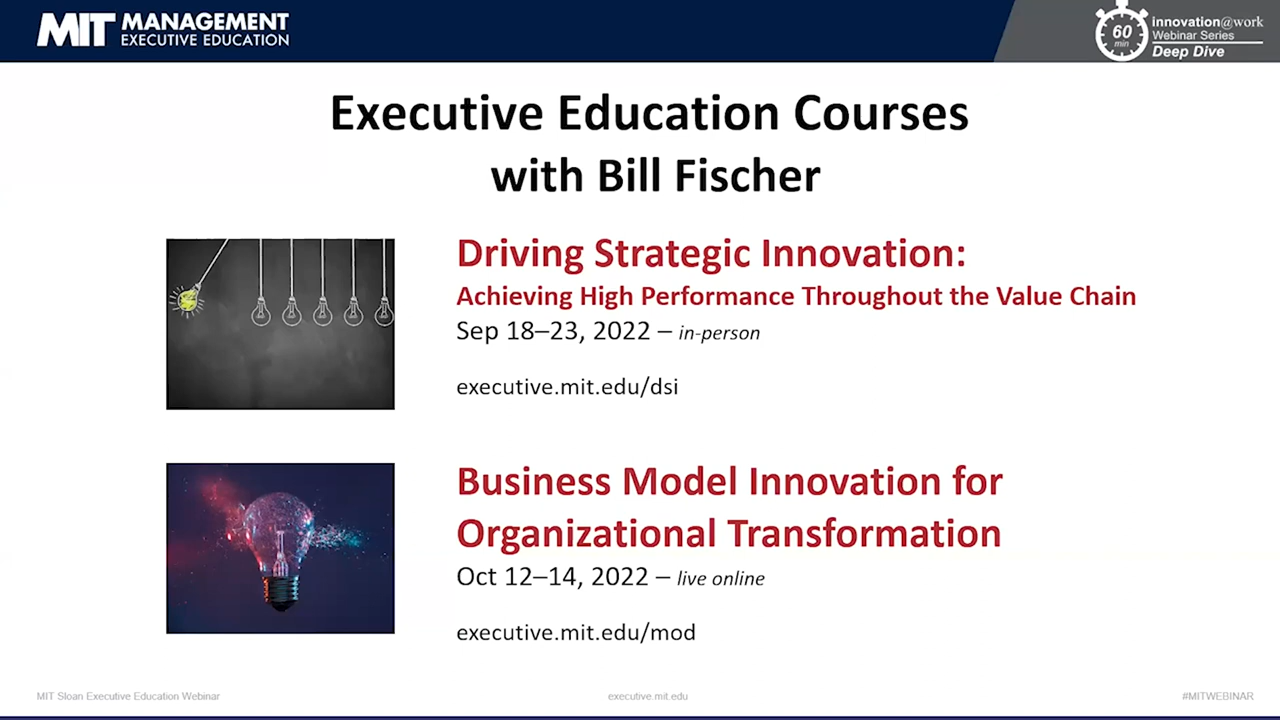 MIT MANAGEMENT
EXECUTIVE EDUCATION
60
min
innovation@work
Webinar Series
Deep Dive
Executive Education Courses
with Bill Fischer
Driving Strategic Innovation:
Achieving High Performance Throughout the Value Chain
Sep 18–23, 2022 – in-person
executive.mit.edu/dsi
Business Model Innovation for
Organizational Transformation
Oct 12–14, 2022 – live online
executive.mit.edu/mod
MIT Sloan Executive Education Webinar
executive.mit.edu
#MITWEBINAR